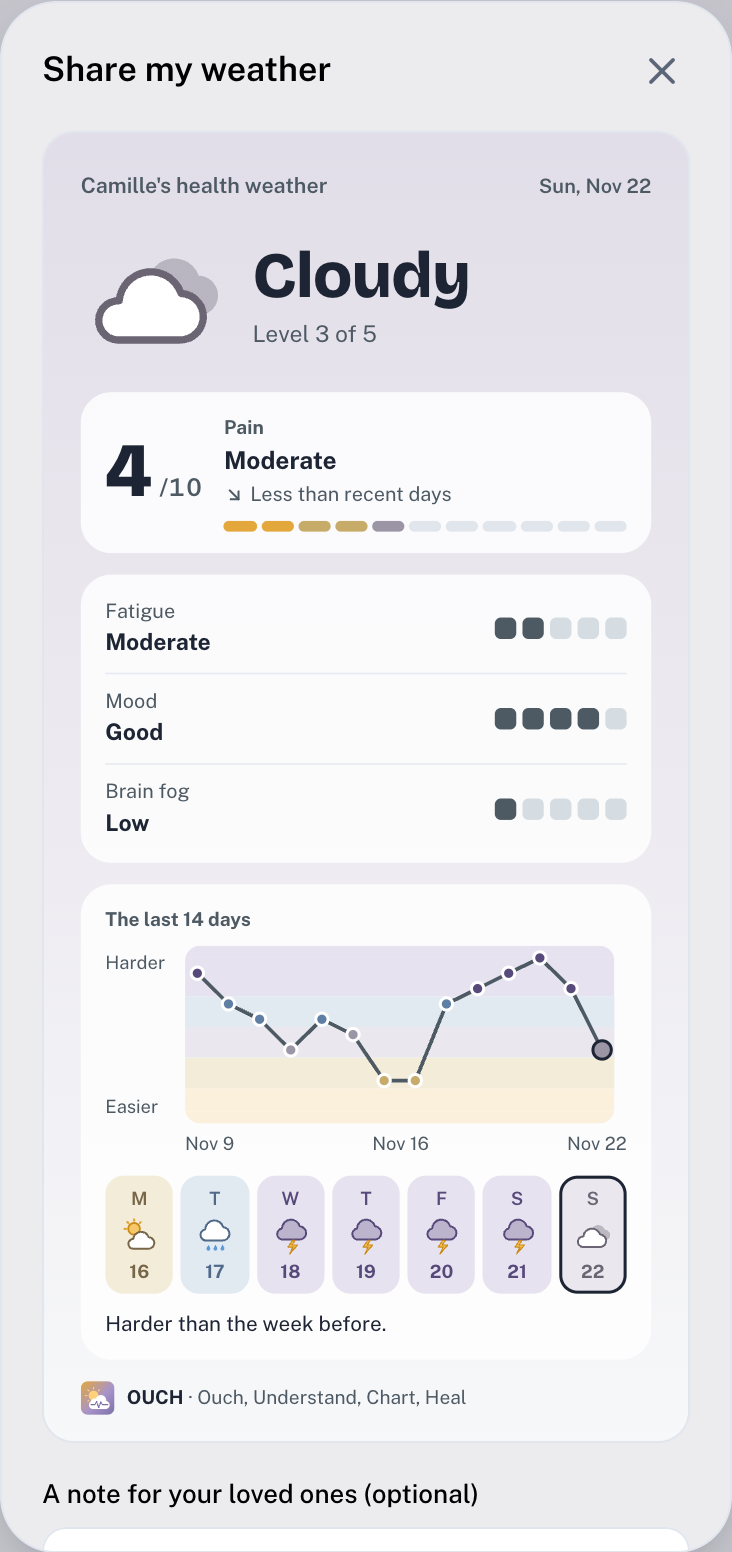 Share my weather
Camille's health weather
Sun, Nov 22
Cloudy
Level 3 of 5
4 /10
Pain
Moderate
↘ Less than recent days
Fatigue
Moderate
Mood
Good
Brain fog
Low
The last 14 days
Harder
Easier
Nov 9 Nov 16 Nov 22
M T W T F S S
16 17 18 19 20 21 22
Harder than the week before.
OUCH · Ouch, Understand, Chart, Heal
A note for your loved ones (optional)